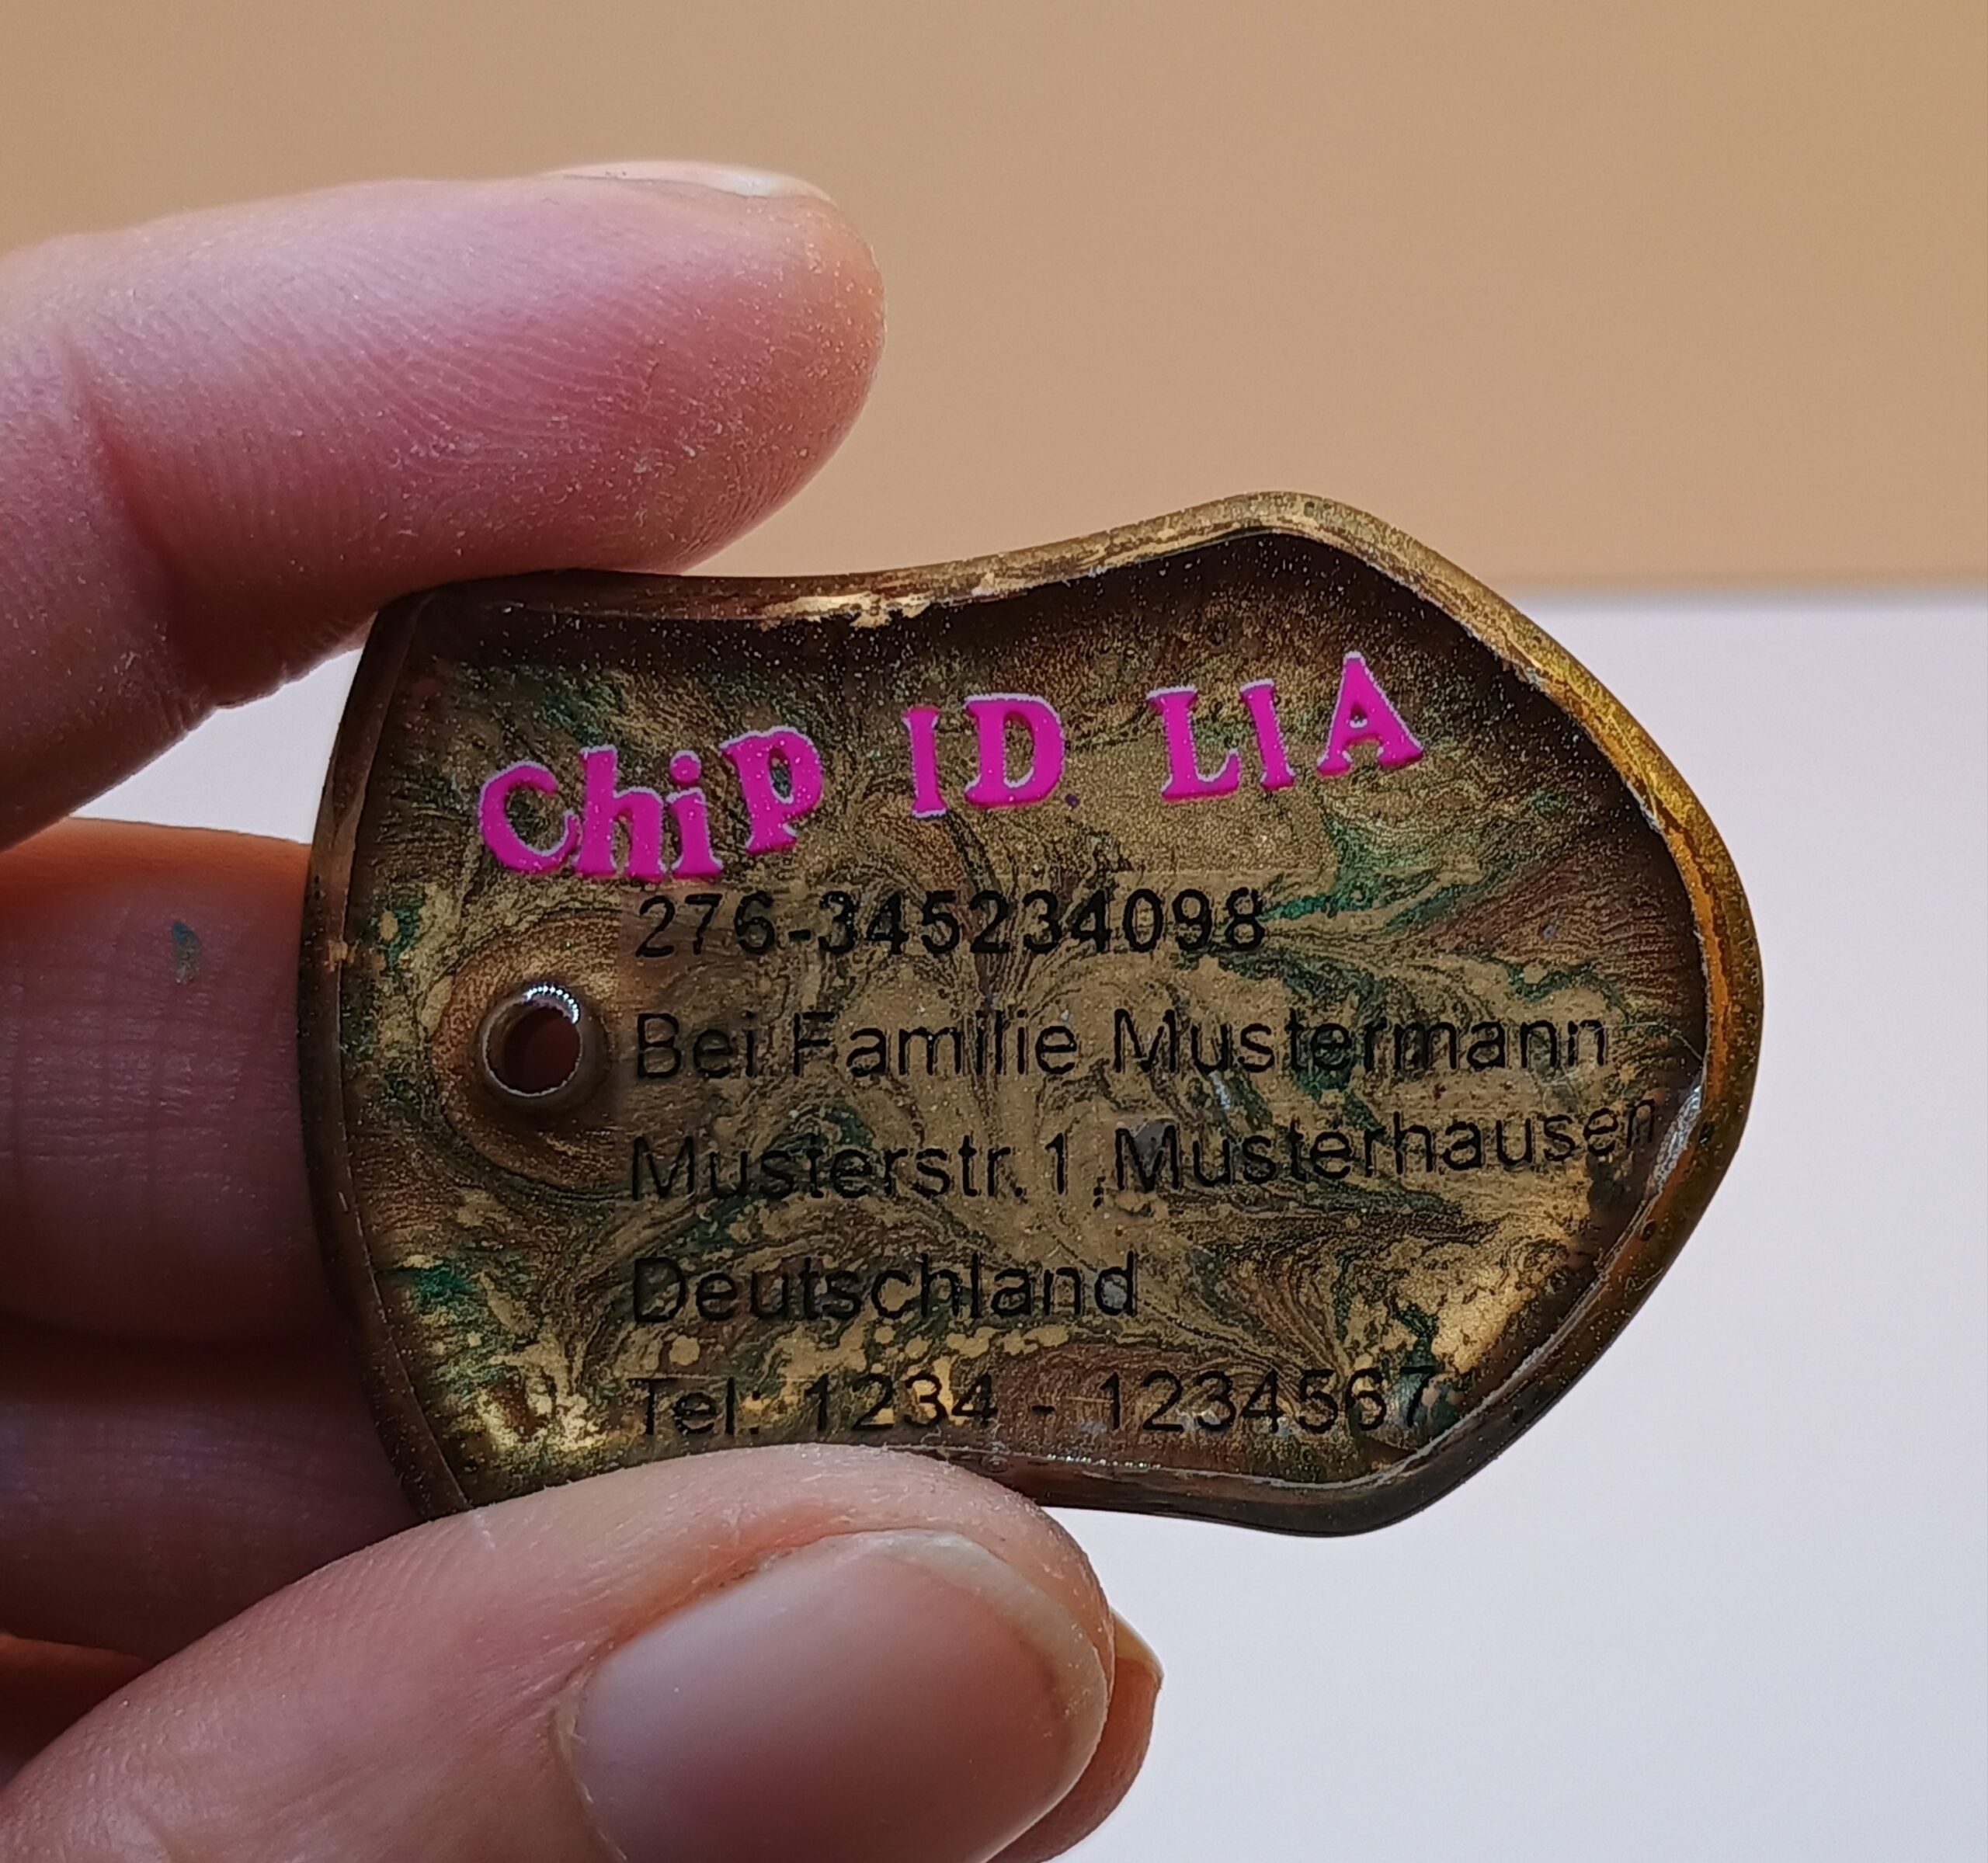 Chip ID LIA
276-345234098
Bei Familie Mustermann
Musterstr.1,Musterhausen
Deutschland
Tel: 1234 - 1234567